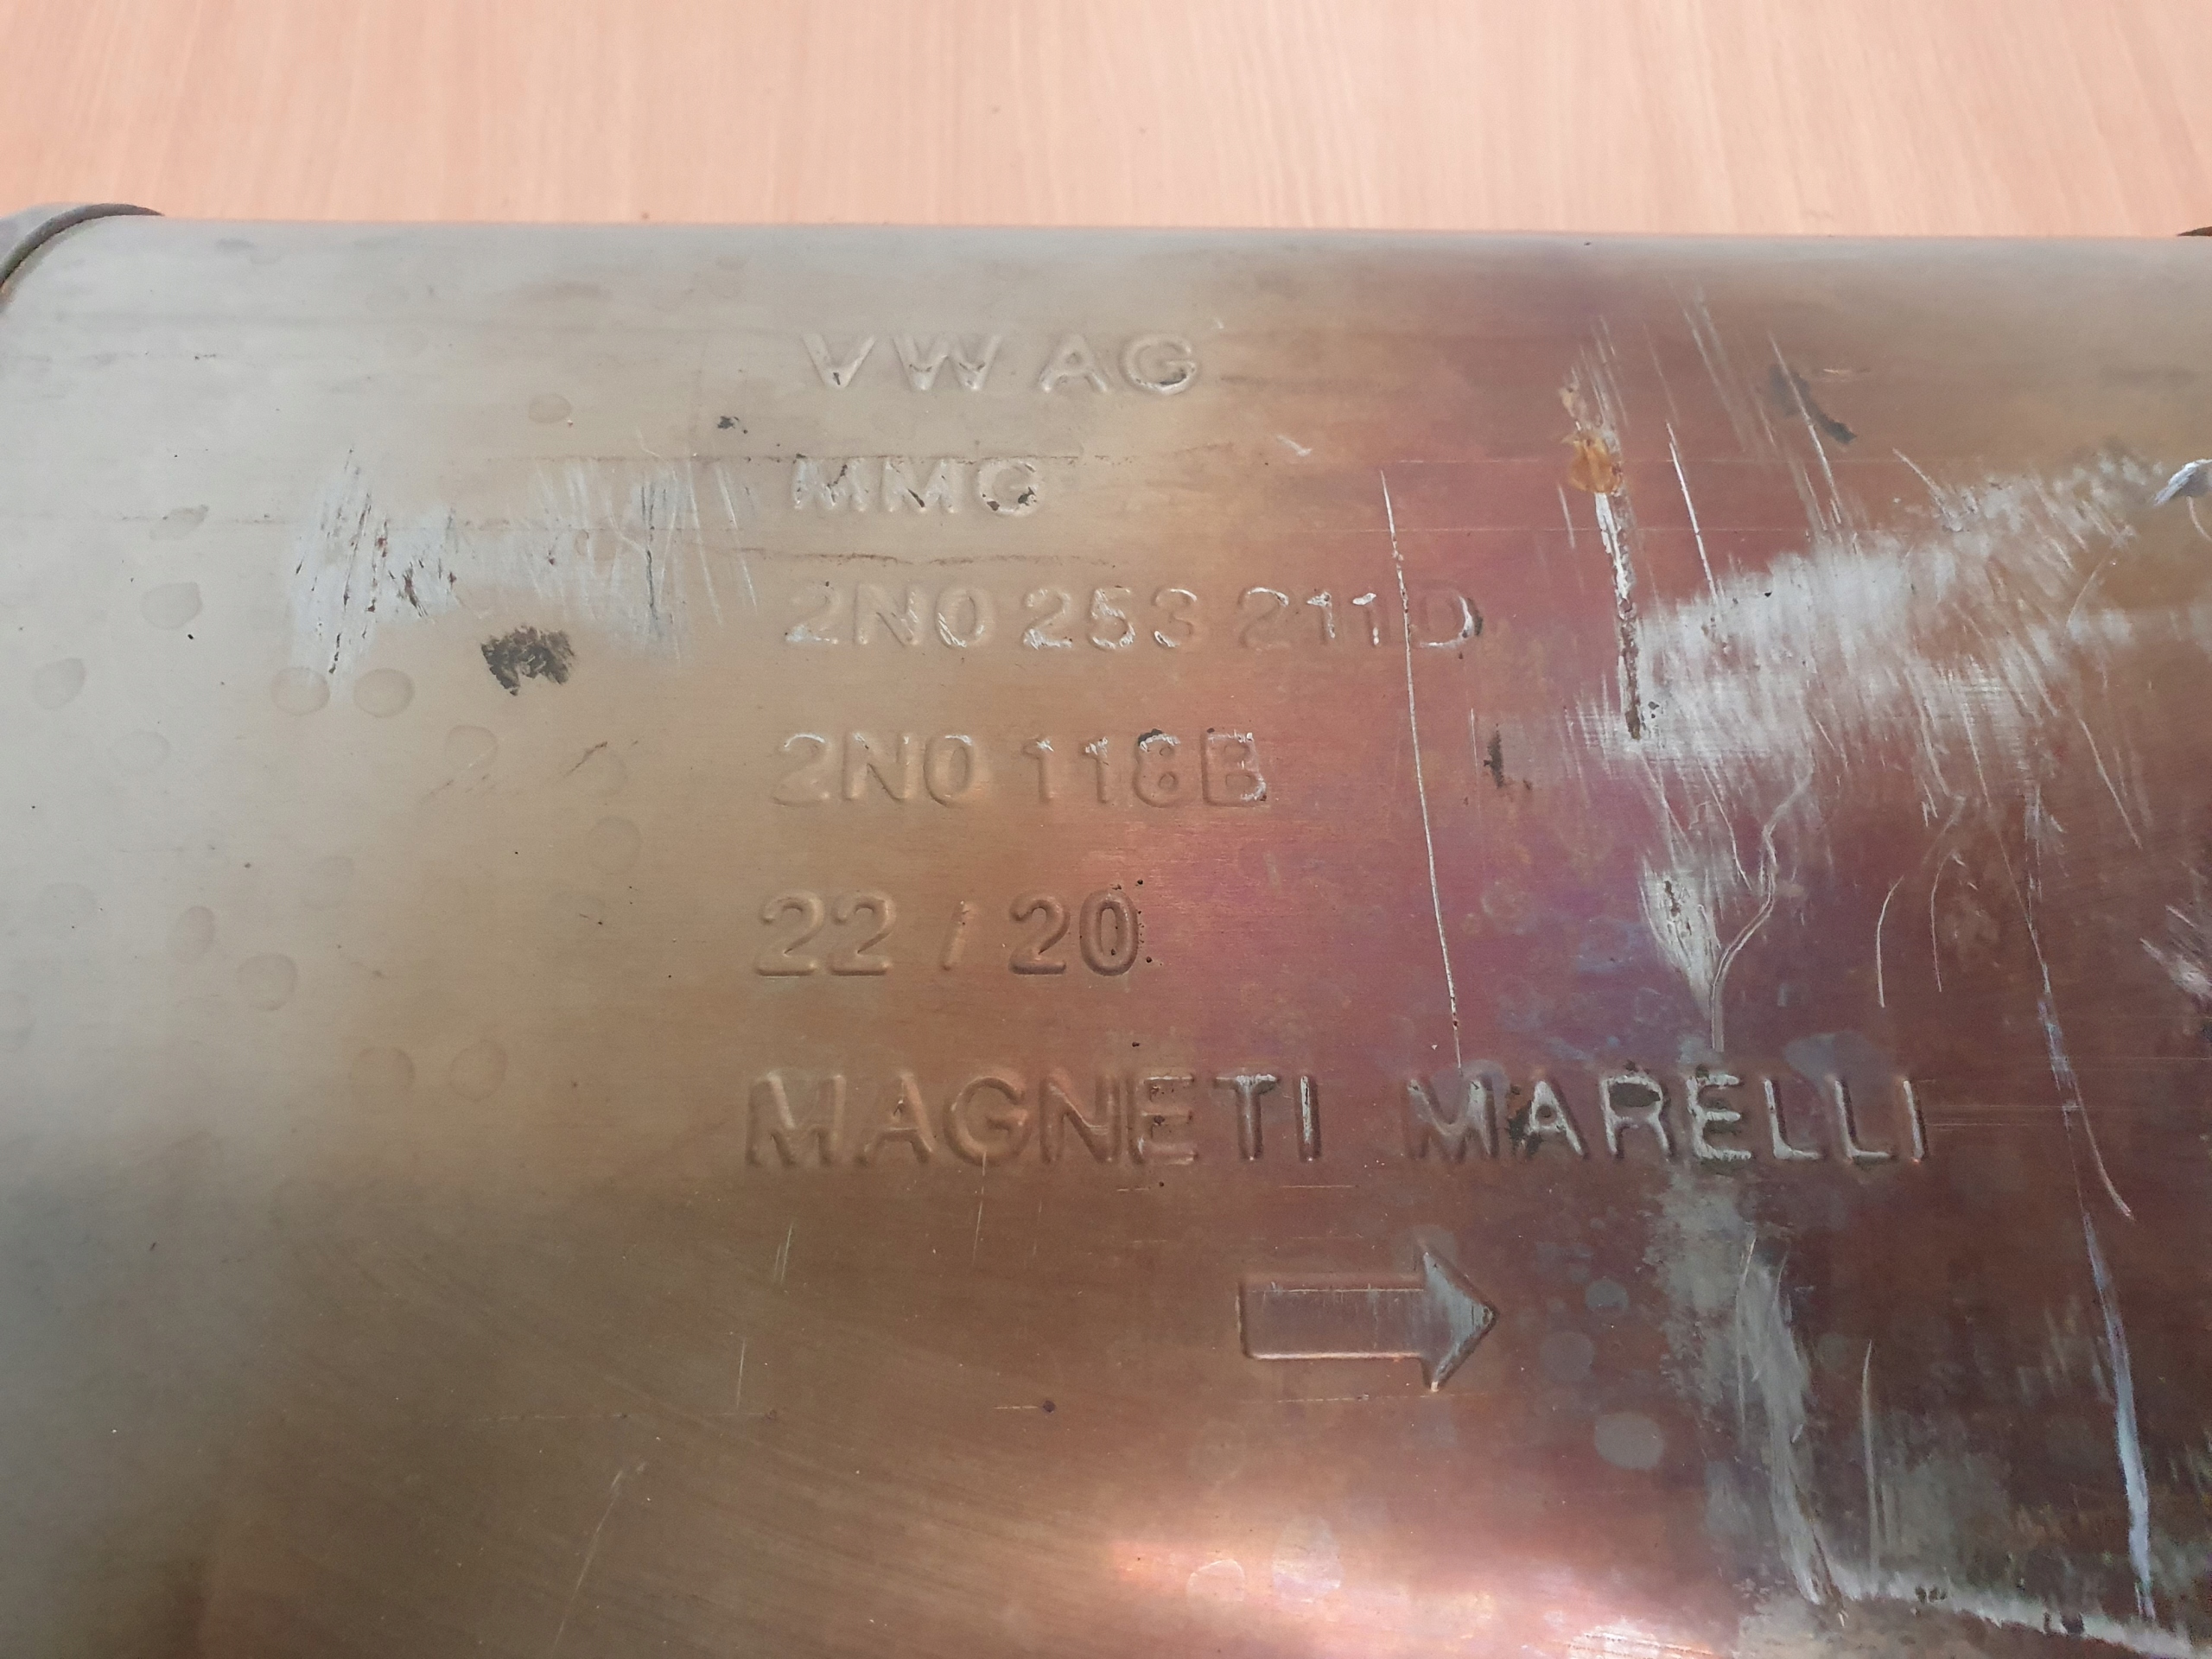 VW AG
MMG
2N0 253 211D
2N0 118B
22 / 20
MAGNETI MARELLI